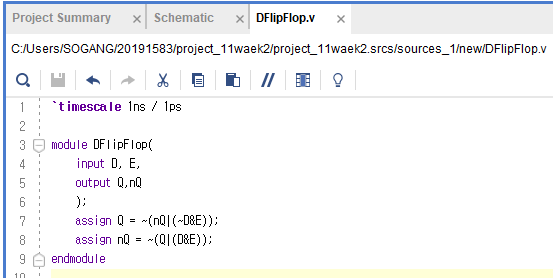 Project Summary × Schematic × DFlipFlop.v ×
C:/Users/SOGANG/20191583/project_11waek2/project_11waek2.srcs/sources_1/new/DFlipFlop.v
1 `timescale 1ns / 1ps
2
3 module DFlipFlop(
4 input D, E,
5 output Q,nQ
6 );
7 assign Q = ~(nQ|(~D&E));
8 assign nQ = ~(Q|(D&E));
9 endmodule
10